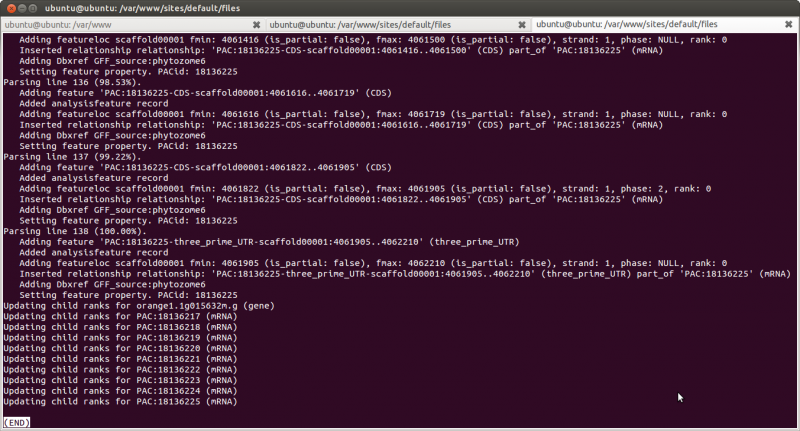 ubuntu@ubuntu: /var/www/sites/default/files
ubuntu@ubuntu: /var/www
ubuntu@ubuntu: /var/www/sites/default/files
ubuntu@ubuntu: /var/www/sites/default/files
Adding featureloc scaffold00001 fmin: 4061416 (is_partial: false), fmax: 4061500 (is_partial: false), strand: 1, phase: NULL, rank: 0
Inserted relationship relationship: 'PAC:18136225-CDS-scaffold00001:4061416..4061500' (CDS) part_of 'PAC:18136225' (mRNA)
Adding Dbxref GFF_source:phytozome6
Setting feature property. PACid: 18136225
Parsing line 136 (98.53%).
Adding feature 'PAC:18136225-CDS-scaffold00001:4061616..4061719' (CDS)
Added analysisfeature record
Adding featureloc scaffold00001 fmin: 4061616 (is_partial: false), fmax: 4061719 (is_partial: false), strand: 1, phase: NULL, rank: 0
Inserted relationship relationship: 'PAC:18136225-CDS-scaffold00001:4061616..4061719' (CDS) part_of 'PAC:18136225' (mRNA)
Adding Dbxref GFF_source:phytozome6
Setting feature property. PACid: 18136225
Parsing line 137 (99.22%).
Adding feature 'PAC:18136225-CDS-scaffold00001:4061822..4061905' (CDS)
Added analysisfeature record
Adding featureloc scaffold00001 fmin: 4061822 (is_partial: false), fmax: 4061905 (is_partial: false), strand: 1, phase: 2, rank: 0
Inserted relationship relationship: 'PAC:18136225-CDS-scaffold00001:4061822..4061905' (CDS) part_of 'PAC:18136225' (mRNA)
Adding Dbxref GFF_source:phytozome6
Setting feature property. PACid: 18136225
Parsing line 138 (100.00%).
Adding feature 'PAC:18136225-three_prime_UTR-scaffold00001:4061905..4062210' (three_prime_UTR)
Added analysisfeature record
Adding featureloc scaffold00001 fmin: 4061905 (is_partial: false), fmax: 4062210 (is_partial: false), strand: 1, phase: NULL, rank: 0
Inserted relationship relationship: 'PAC:18136225-three_prime_UTR-scaffold00001:4061905..4062210' (three_prime_UTR) part_of 'PAC:18136225' (mRNA)
Adding Dbxref GFF_source:phytozome6
Setting feature property. PACid: 18136225
Updating child ranks for orange1.1g015632m.g (gene)
Updating child ranks for PAC:18136217 (mRNA)
Updating child ranks for PAC:18136218 (mRNA)
Updating child ranks for PAC:18136219 (mRNA)
Updating child ranks for PAC:18136220 (mRNA)
Updating child ranks for PAC:18136221 (mRNA)
Updating child ranks for PAC:18136222 (mRNA)
Updating child ranks for PAC:18136223 (mRNA)
Updating child ranks for PAC:18136224 (mRNA)
Updating child ranks for PAC:18136225 (mRNA)
(END)